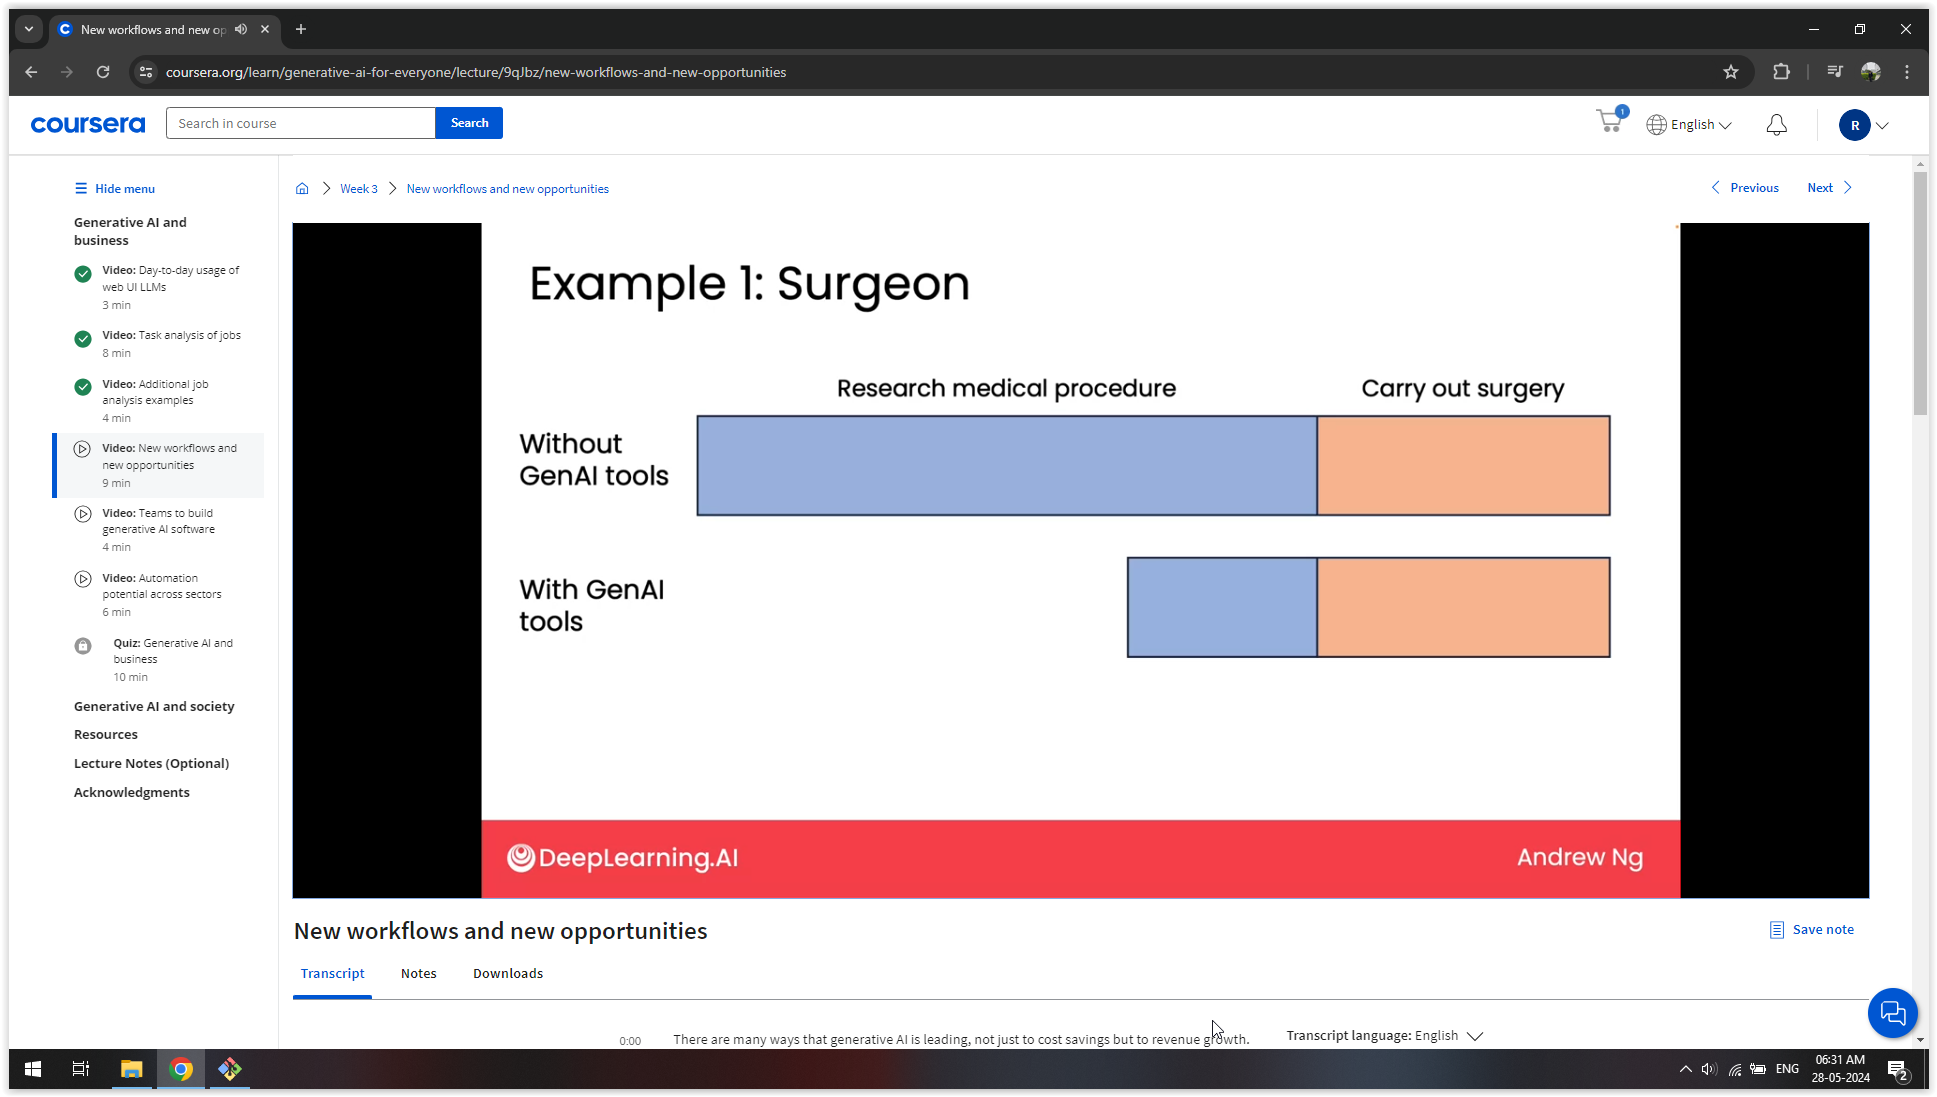 New workflows and new op
coursera.org/learn/generative-ai-for-everyone/lecture/9qJbz/new-workflows-and-new-opportunities
coursera
Search in course
Search
1
English
R
Hide menu
Generative AI and
business
Video: Day-to-day usage of
web UI LLMs
3 min
Video: Task analysis of jobs
8 min
Video: Additional job
analysis examples
4 min
Video: New workflows and
new opportunities
9 min
Video: Teams to build
generative AI software
4 min
Video: Automation
potential across sectors
6 min
Quiz: Generative AI and
business
10 min
Generative AI and society
Resources
Lecture Notes (Optional)
Acknowledgments
Week 3
New workflows and new opportunities
Previous
Next
Example 1: Surgeon
Research medical procedure
Carry out surgery
Without
GenAI tools
With GenAI
tools
DeepLearning.AI
Andrew Ng
New workflows and new opportunities
Save note
Transcript
Notes
Downloads
0:00
There are many ways that generative AI is leading, not just to cost savings but to revenue growth.
Transcript language: English
ENG
06:31 AM
28-05-2024
2